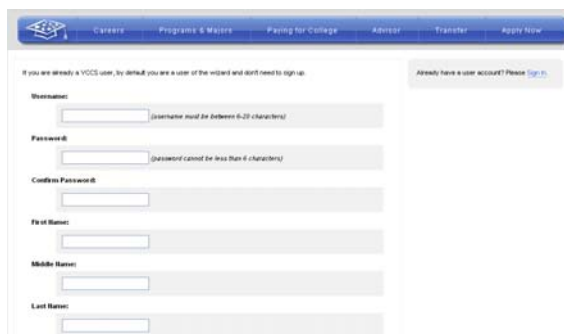 Careers Programs & Majors Paying for College Advisor Transfer Apply Now
If you are already a VCCS user, by default you are a user of the wizard and don't need to sign up.
Already have a user account? Please Sign In.
Username:
(username must be between 6-20 characters)
Password:
(password cannot be less than 6 characters)
Confirm Password:
First Name:
Middle Name:
Last Name: